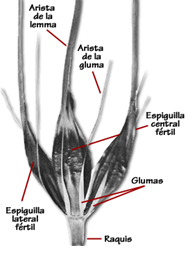 Arista
de la
lemma
Arista
de la
gluma
Espiguilla
central
fértil
Glumas
Espiguilla
lateral
fértil
Raquis